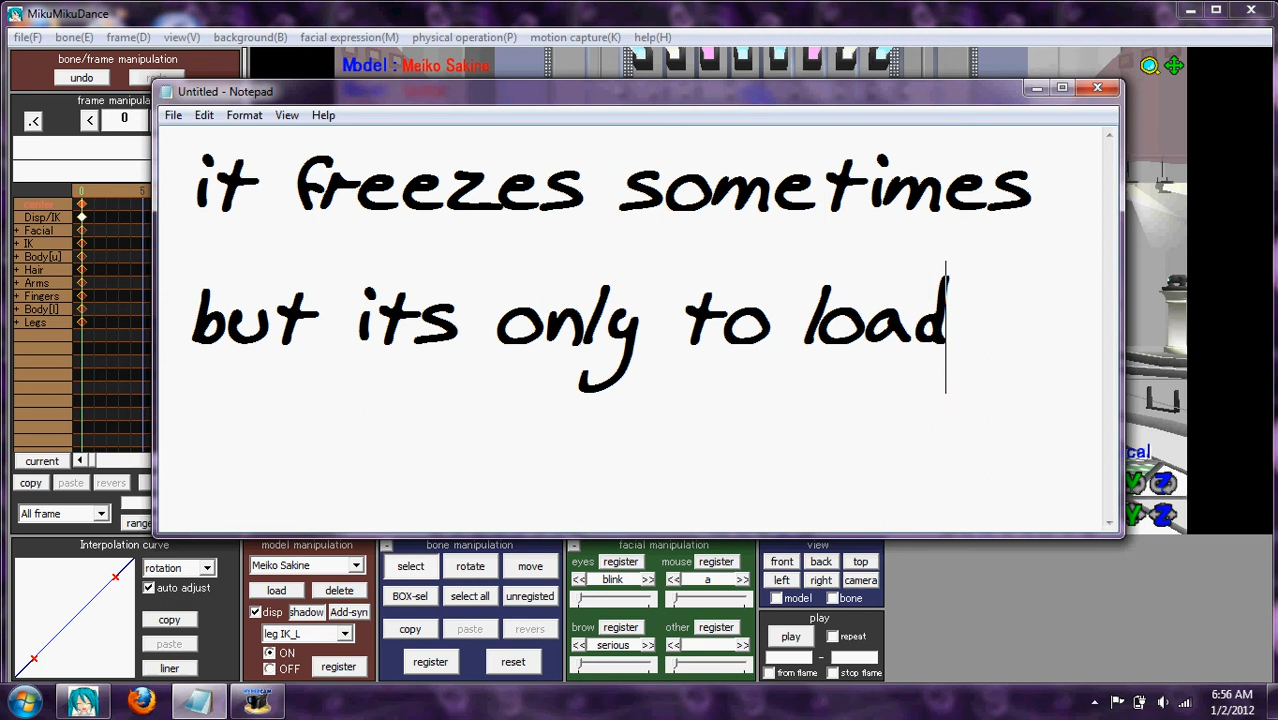 MikuMikuDance
file(F) bone(E) frame(D) view(V) background(B) facial expression(M) physical operation(P) motion capture(K) help(H)
bone/frame manipulation
undo
Model : Meiko Sakine
frame manipula
.< < 0
Untitled - Notepad
File Edit Format View Help
it freezes sometimes
but its only to load
0 5
center
Disp/IK
+ Facial
+ IK
+ Body[u]
+ Hair
+ Arms
+ Fingers
+ Body[l]
+ Legs
current
copy paste revers
All frame
range
cal
Y Z
Y Z
Interpolation curve
rotation
auto adjust
copy
paste
liner
model manipulation
Meiko Sakine
load delete
disp shadow Add-syn
leg IK_L
ON
OFF
register
- bone manipulation
select rotate move
BOX-sel select all unregisted
copy paste revers
register reset
- facial manipulation
eyes register mouse register
<< blink >> << a >>
brow register other register
<< serious >> << >>
view
front back top
left right camera
model bone
play
play repeat
-
from flame stop flame
6:56 AM
1/2/2012